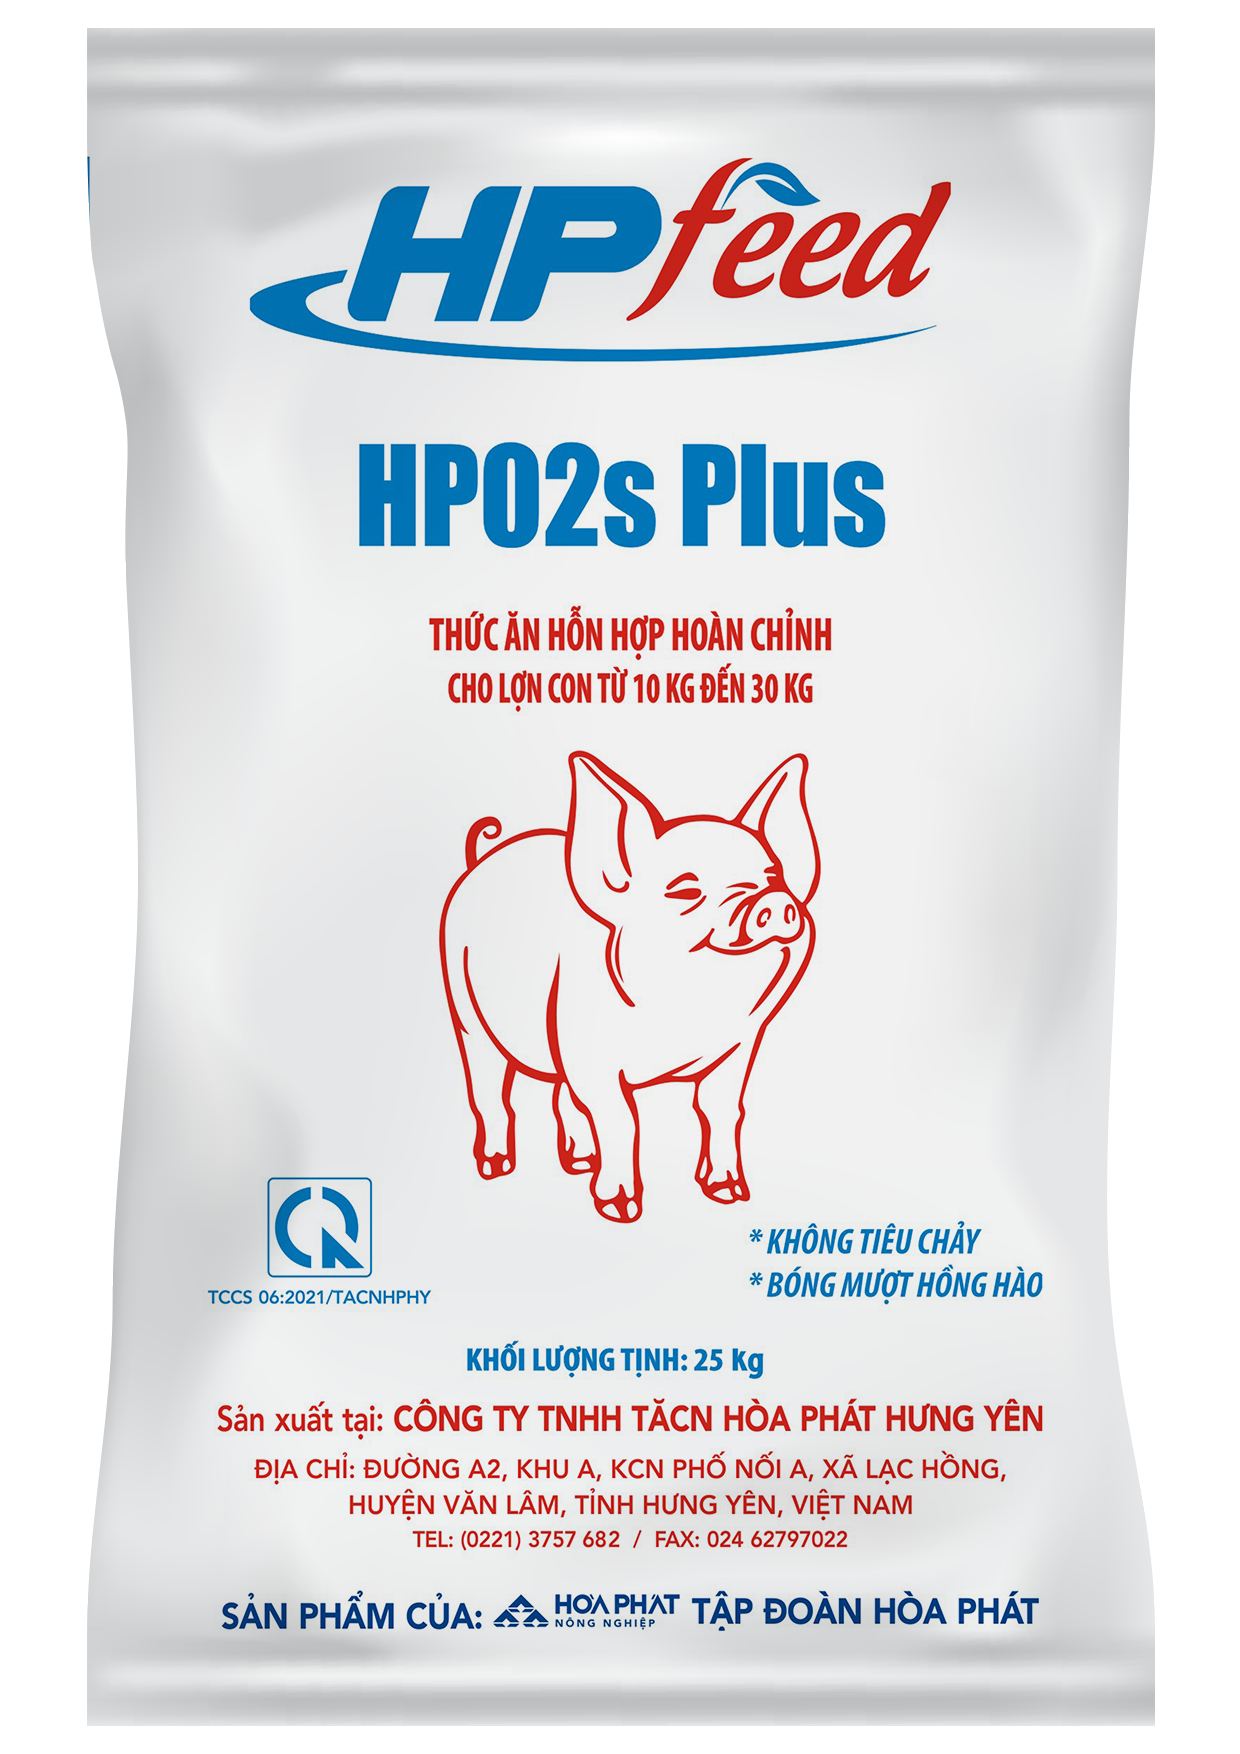 HPfeed
HP02s Plus
THỨC ĂN HỖN HỢP HOÀN CHỈNH
CHO LỢN CON TỪ 10 KG ĐẾN 30 KG
* KHÔNG TIÊU CHẢY
* BÓNG MƯỢT HỒNG HÀO
TCCS 06:2021/TACNHPHY
KHỐI LƯỢNG TỊNH: 25 kg
Sản xuất tại: CÔNG TY TNHH TĂCN HÒA PHÁT HƯNG YÊN
ĐỊA CHỈ: ĐƯỜNG A2, KHU A, KCN PHỐ NỐI A, XÃ LẠC HỒNG,
HUYỆN VĂN LÂM, TỈNH HƯNG YÊN, VIỆT NAM
TEL: (0221) 3757 682 / FAX: 024 62797022
SẢN PHẨM CỦA: HÒA PHÁT NÔNG NGHIỆP TẬP ĐOÀN HÒA PHÁT